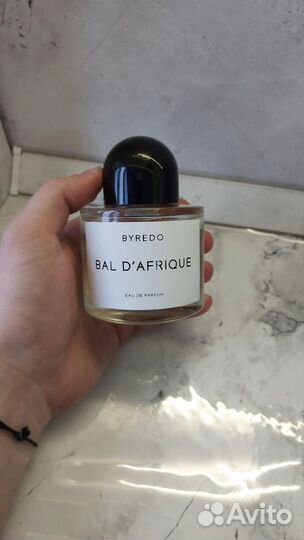 BYREDO
BAL D'AFRIQUE
EAU DE PARFUM
Avito